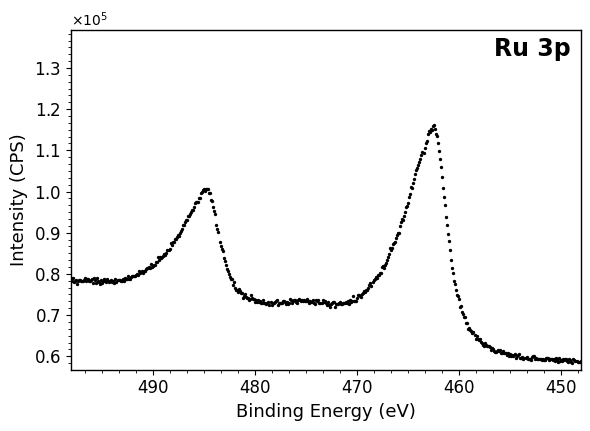 ×10⁵
Ru 3p
1.3
1.2
1.1
1.0
0.9
0.8
0.7
0.6
Intensity (CPS)
490 480 470 460 450
Binding Energy (eV)